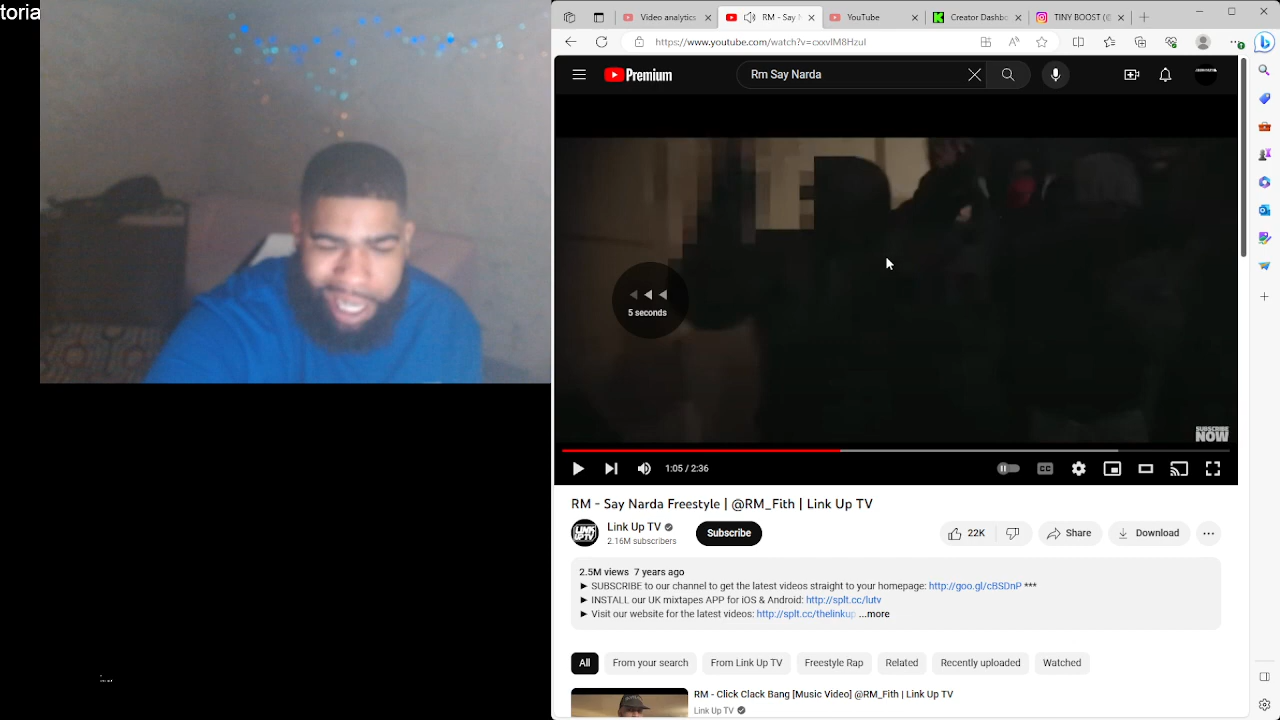 toria
Video analytics
RM - Say N
YouTube
Creator Dashbo
TINY BOOST (@
https://www.youtube.com/watch?v=cxxvIM8HzuI
Premium
Rm Say Narda
5 seconds
SUBSCRIBE
NOW
1:05 / 2:36
CC
RM - Say Narda Freestyle | @RM_Fith | Link Up TV
LINK
UP TV
Link Up TV
2.16M subscribers
Subscribe
22K
Share
Download
2.5M views 7 years ago
► SUBSCRIBE to our channel to get the latest videos straight to your homepage: http://goo.gl/cBSDnP ***
► INSTALL our UK mixtapes APP for iOS & Android: http://splt.cc/lutv
► Visit our website for the latest videos: http://splt.cc/thelinkup ...more
All
From your search
From Link Up TV
Freestyle Rap
Related
Recently uploaded
Watched
RM - Click Clack Bang [Music Video] @RM_Fith | Link Up TV
Link Up TV